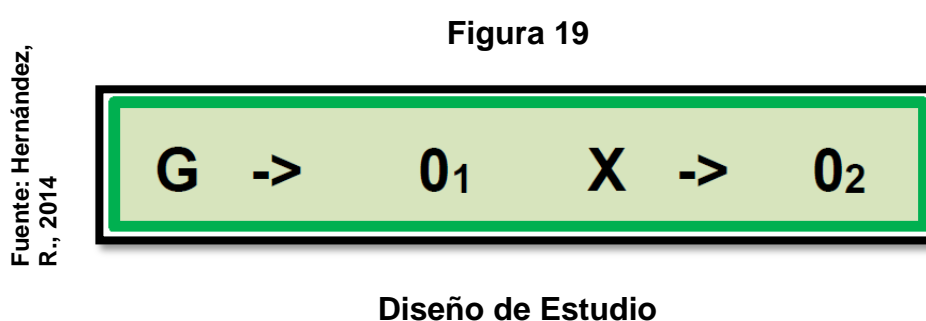 Figura 19
Fuente: Hernández,
R., 2014
G -> 01 X -> 02
Diseño de Estudio